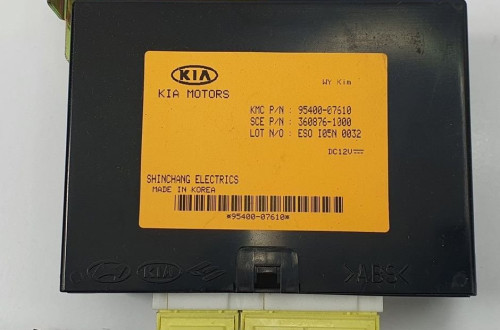 KIA
WY Kim
KIA MOTORS
KMC P/N : 95400-07610
SCE P/N : 360876-1000
LOT N/O : ESO I05N 0032
DC12V
SHINCHANG ELECTRICS
MADE IN KOREA
*95400-07610*
KIA
>ABS<